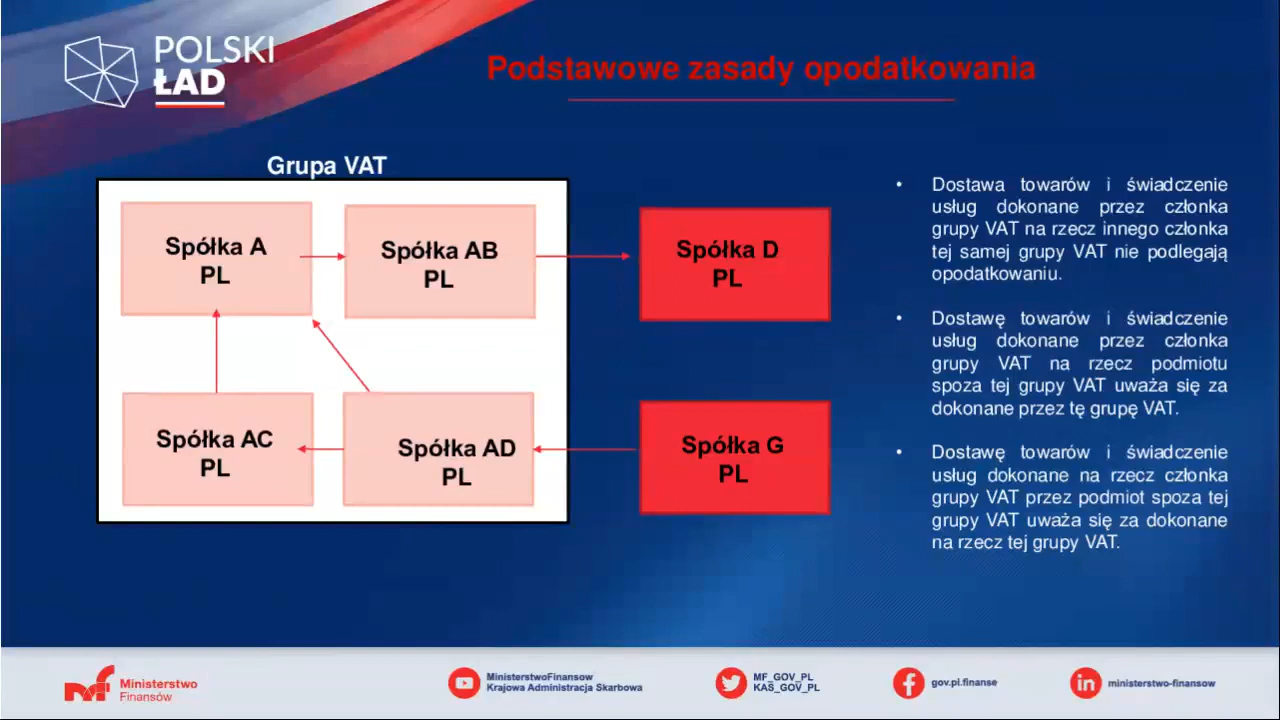 POLSKI
ŁAD
Podstawowe zasady opodatkowania
Grupa VAT
Spółka A
PL
Spółka AB
PL
Spółka D
PL
Spółka AC
PL
Spółka AD
PL
Spółka G
PL
• Dostawa towarów i świadczenie
usług dokonane przez członka
grupy VAT na rzecz innego członka
tej samej grupy VAT nie podlegają
opodatkowaniu.
• Dostawę towarów i świadczenie
usług dokonane przez członka
grupy VAT na rzecz podmiotu
spoza tej grupy VAT uważa się za
dokonane przez tę grupę VAT.
• Dostawę towarów i świadczenie
usług dokonane na rzecz członka
grupy VAT przez podmiot spoza tej
grupy VAT uważa się za dokonane
na rzecz tej grupy VAT.
Ministerstwo
Finansów
MinisterstwoFinansow
Krajowa Administracja Skarbowa
MF_GOV_PL
KAS_GOV_PL
gov.pl.finanse
ministerstwo-finansow